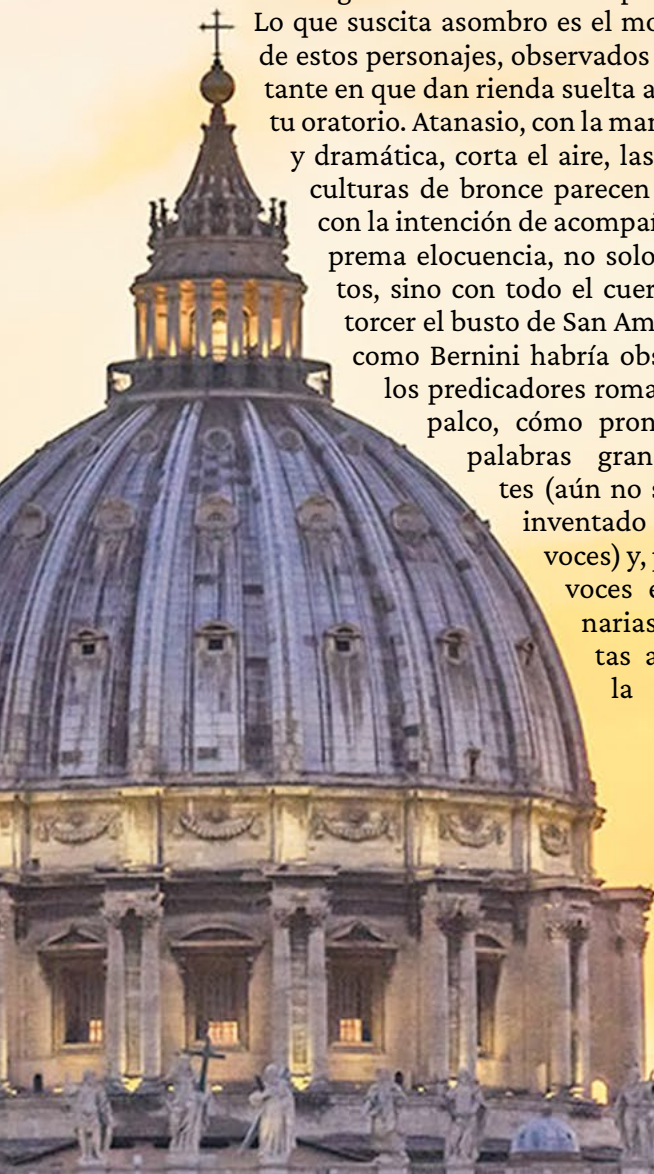 Lo que suscita asombro es el mo
de estos personajes, observados
tante en que dan rienda suelta a
tu oratorio. Atanasio, con la mar
y dramática, corta el aire, las
culturas de bronce parecen
con la intención de acompañ
prema elocuencia, no solo
tos, sino con todo el cuer
torcer el busto de San Am
como Bernini habría obs
los predicadores roma
palco, cómo pron
palabras gran
tes (aún no s
inventado
voces) y,
voces e
narias
tas a
la